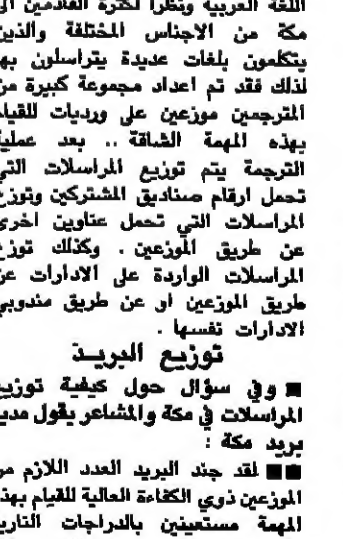 اللغة العربية ونظرا لكثرة القادمين الى
مكة من الاجناس المختلفة والذين
يتكلمون بلغات عديدة يتراسلون بها
لذلك فقد تم اعداد مجموعة كبيرة من
المترجمين موزعين على ورديات للقيام
بهذه المهمة الشاقة .. بعد عملية
الترجمة يتم توزيع المراسلات التي
تحمل ارقام صناديق المشتركين وتوزع
المراسلات التي تحمل عناوين اخرى
عن طريق الموزعين . وكذلك توزع
المراسلات الواردة على الادارات عن
طريق الموزعين او عن طريق مندوبي
الادارات نفسها .
توزيع البريد
■ وفي سؤال حول كيفية توزيع
المراسلات في مكة والمشاعر يقول مدير
بريد مكة :
■■ لقد جند البريد العدد اللازم من
الموزعين ذوي الكفاءة العالية للقيام بهذه
المهمة مستعينين بالدراجات النارية